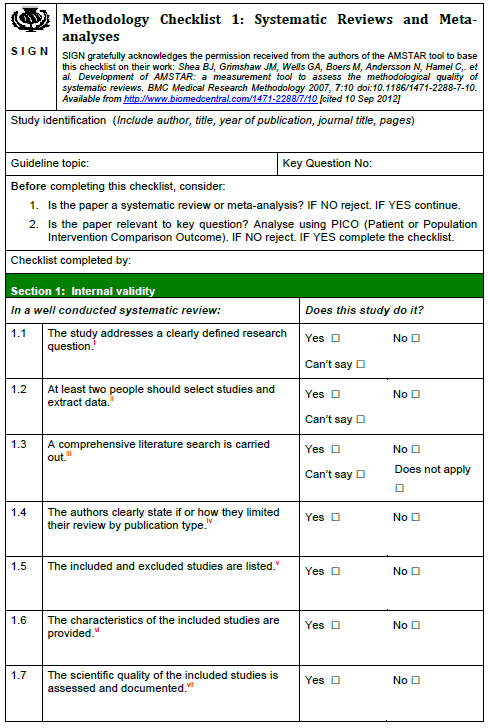 S I G N
Methodology Checklist 1: Systematic Reviews and Meta-
analyses
SIGN gratefully acknowledges the permission received from the authors of the AMSTAR tool to base
this checklist on their work: Shea BJ, Grimshaw JM, Wells GA, Boers M, Andersson N, Hamel C,. et
al. Development of AMSTAR: a measurement tool to assess the methodological quality of
systematic reviews. BMC Medical Research Methodology 2007, 7:10 doi:10.1186/1471-2288-7-10.
Available from http://www.biomedcentral.com/1471-2288/7/10 [cited 10 Sep 2012]
Study identification (Include author, title, year of publication, journal title, pages)
Guideline topic: Key Question No:
Before completing this checklist, consider:
1. Is the paper a systematic review or meta-analysis? IF NO reject. IF YES continue.
2. Is the paper relevant to key question? Analyse using PICO (Patient or Population
Intervention Comparison Outcome). IF NO reject. IF YES complete the checklist.
Checklist completed by:
Section 1: Internal validity
In a well conducted systematic review: Does this study do it?
1.1 The study addresses a clearly defined research
question.i
Yes □ No □
Can't say □
1.2 At least two people should select studies and
extract data.ii
Yes □ No □
Can't say □
1.3 A comprehensive literature search is carried
out.iii
Yes □ No □
Can't say □ Does not apply
□
1.4 The authors clearly state if or how they limited
their review by publication type.iv
Yes □ No □
1.5 The included and excluded studies are listed.v
Yes □ No □
1.6 The characteristics of the included studies are
provided.vi
Yes □ No □
1.7 The scientific quality of the included studies is
assessed and documented.vii
Yes □ No □